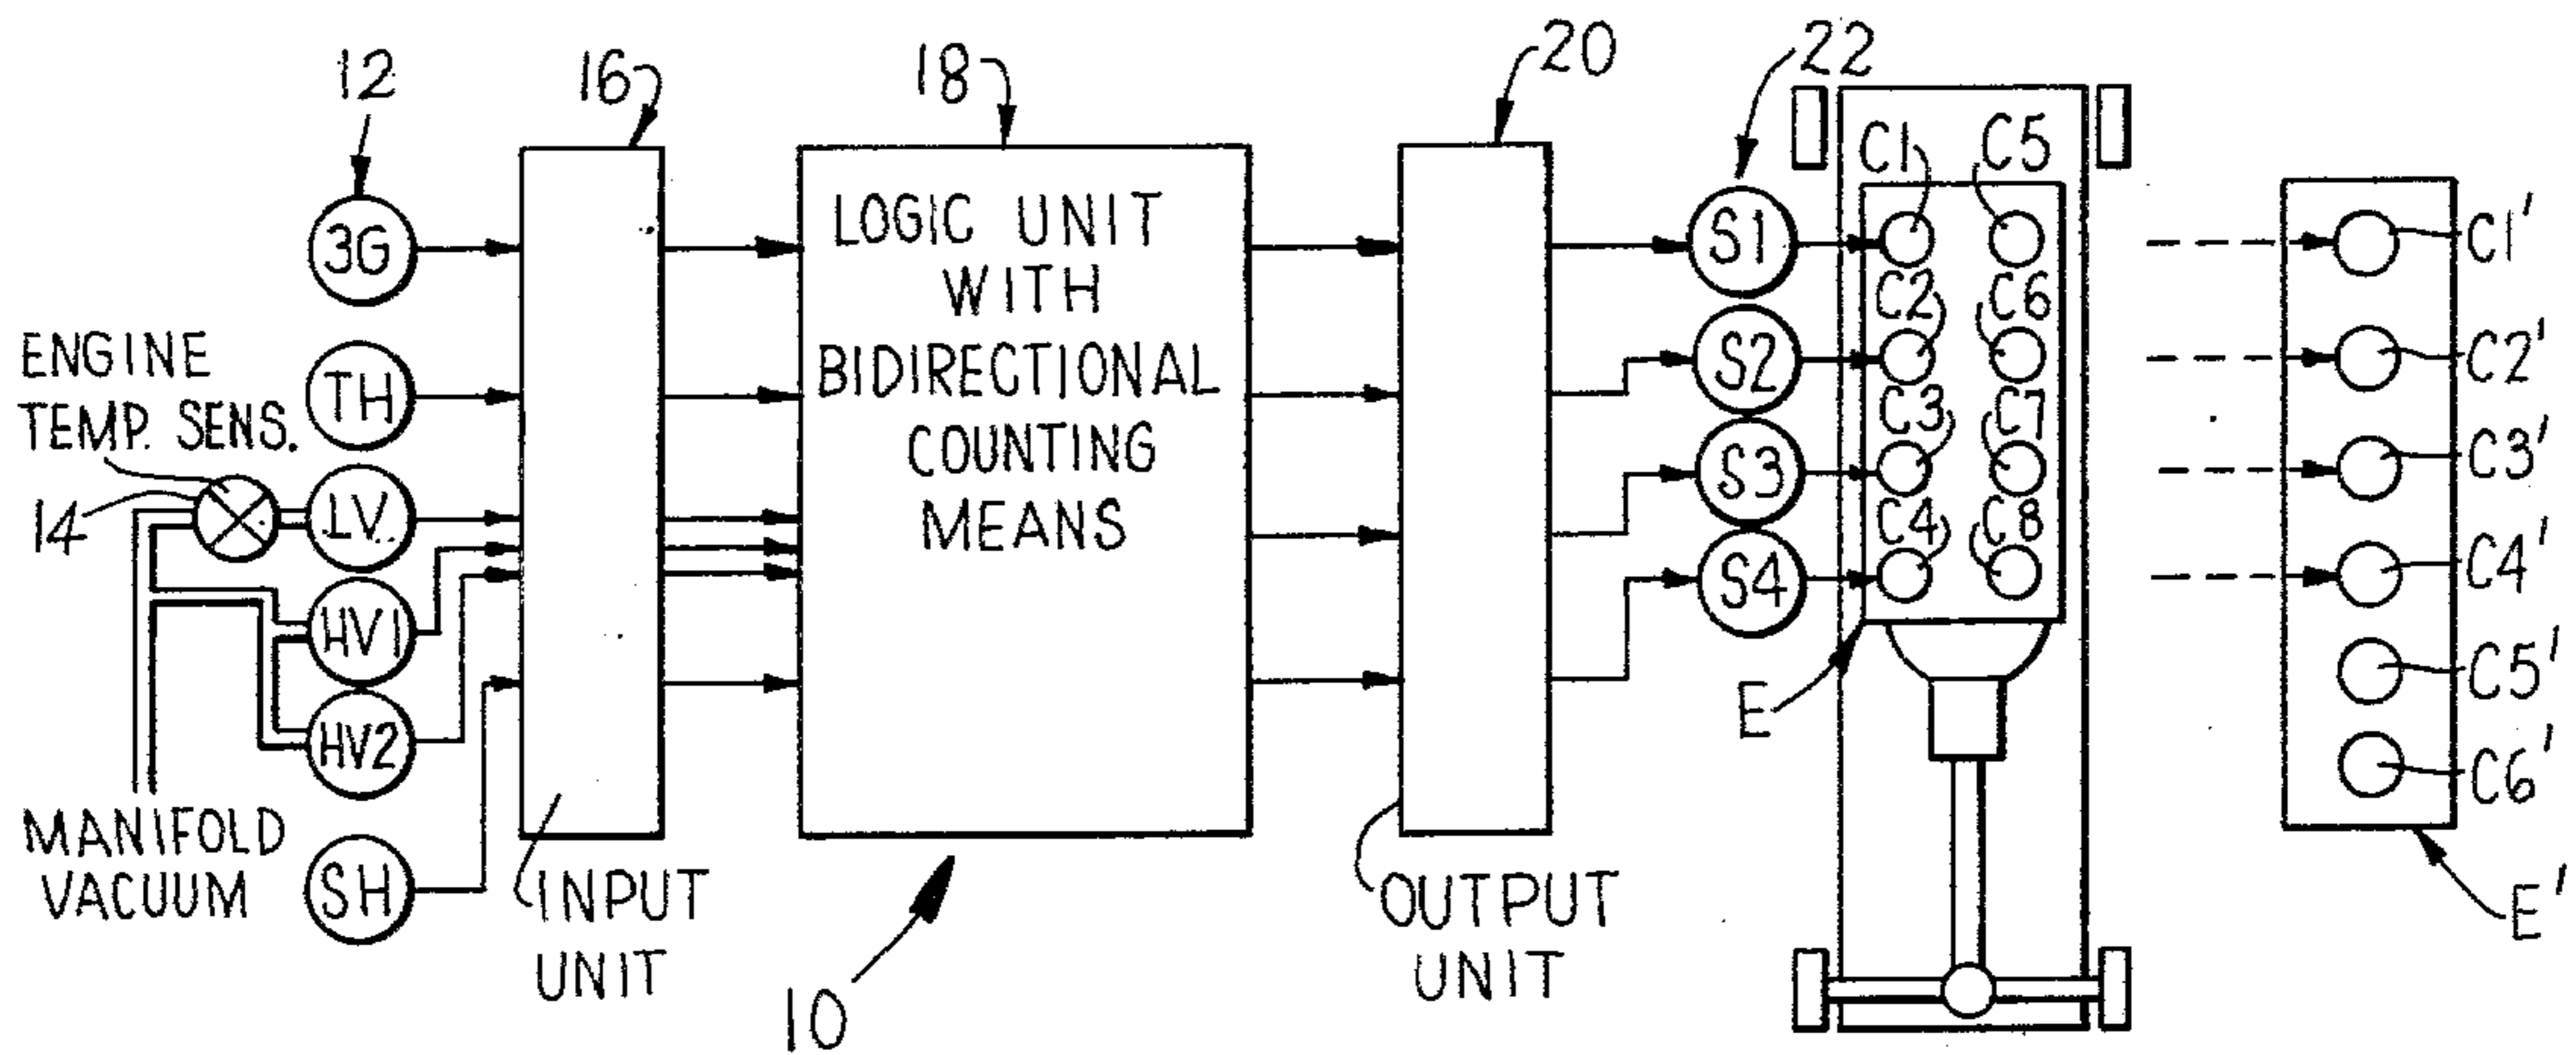 12
16
18
20
22
3G
TH
LV
HV1
HV2
SH
ENGINE
TEMP. SENS.
14
MANIFOLD
VACUUM
INPUT
UNIT
LOGIC UNIT
WITH
BIDIRECTIONAL
COUNTING
MEANS
10
OUTPUT
UNIT
S1
S2
S3
S4
C1
C5
C2
C6
C3
C7
C4
C8
E
C1'
C2'
C3'
C4'
C5'
C6'
E'